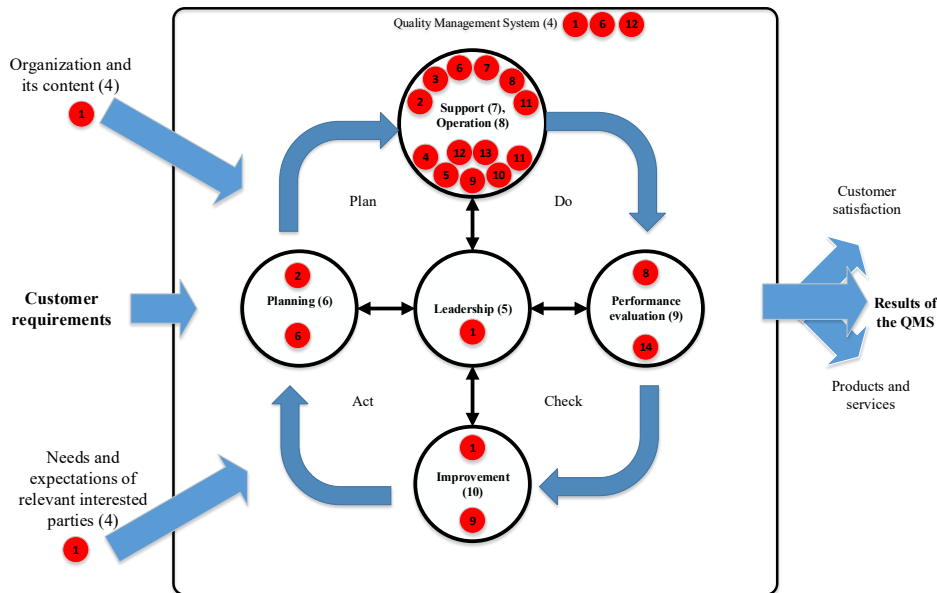 Quality Management System (4) 1 6 12
Organization and
its content (4)
1
2 3 6 7 8 11
Support (7),
Operation (8)
4 5 12 9 13 10 11
Plan
Do
Customer
satisfaction
Customer
requirements
2
Planning (6)
6
Leadership (5)
1
8
Performance
evaluation (9)
14
Results of
the QMS
Act
Check
Products and
services
1
Improvement
(10)
9
Needs and
expectations of
relevant interested
parties (4)
1